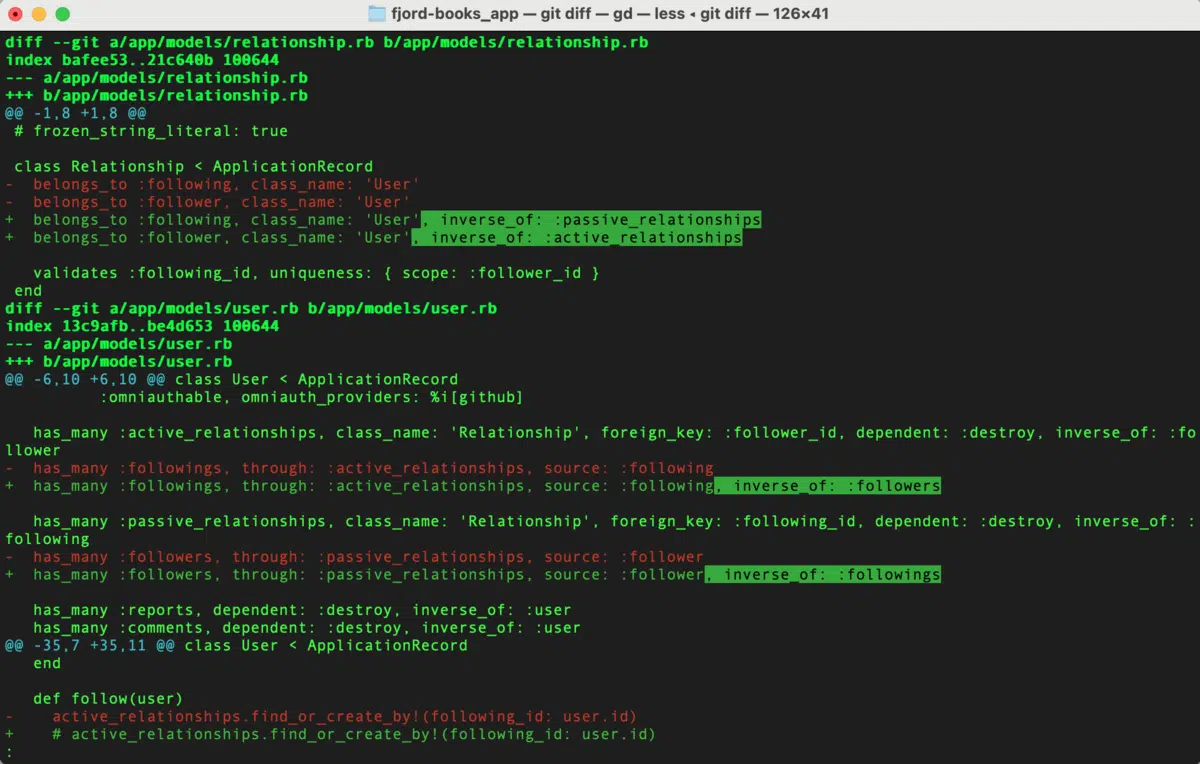 fjord-books_app — git diff — gd — less ◂ git diff — 126×41
diff --git a/app/models/relationship.rb b/app/models/relationship.rb
index bafee53..21c640b 100644
--- a/app/models/relationship.rb
+++ b/app/models/relationship.rb
@@ -1,8 +1,8 @@
 # frozen_string_literal: true

 class Relationship < ApplicationRecord
-  belongs_to :following, class_name: 'User'
-  belongs_to :follower, class_name: 'User'
+  belongs_to :following, class_name: 'User', inverse_of: :passive_relationships
+  belongs_to :follower, class_name: 'User', inverse_of: :active_relationships

   validates :following_id, uniqueness: { scope: :follower_id }
 end
diff --git a/app/models/user.rb b/app/models/user.rb
index 13c9afb..be4d653 100644
--- a/app/models/user.rb
+++ b/app/models/user.rb
@@ -6,10 +6,10 @@ class User < ApplicationRecord
          :omniauthable, omniauth_providers: %i[github]

   has_many :active_relationships, class_name: 'Relationship', foreign_key: :follower_id, dependent: :destroy, inverse_of: :fo
llower
-  has_many :followings, through: :active_relationships, source: :following
+  has_many :followings, through: :active_relationships, source: :following, inverse_of: :followers

   has_many :passive_relationships, class_name: 'Relationship', foreign_key: :following_id, dependent: :destroy, inverse_of: :
following
-  has_many :followers, through: :passive_relationships, source: :follower
+  has_many :followers, through: :passive_relationships, source: :follower, inverse_of: :followings

   has_many :reports, dependent: :destroy, inverse_of: :user
   has_many :comments, dependent: :destroy, inverse_of: :user
@@ -35,7 +35,11 @@ class User < ApplicationRecord
   end

   def follow(user)
-    active_relationships.find_or_create_by!(following_id: user.id)
+    # active_relationships.find_or_create_by!(following_id: user.id)
: